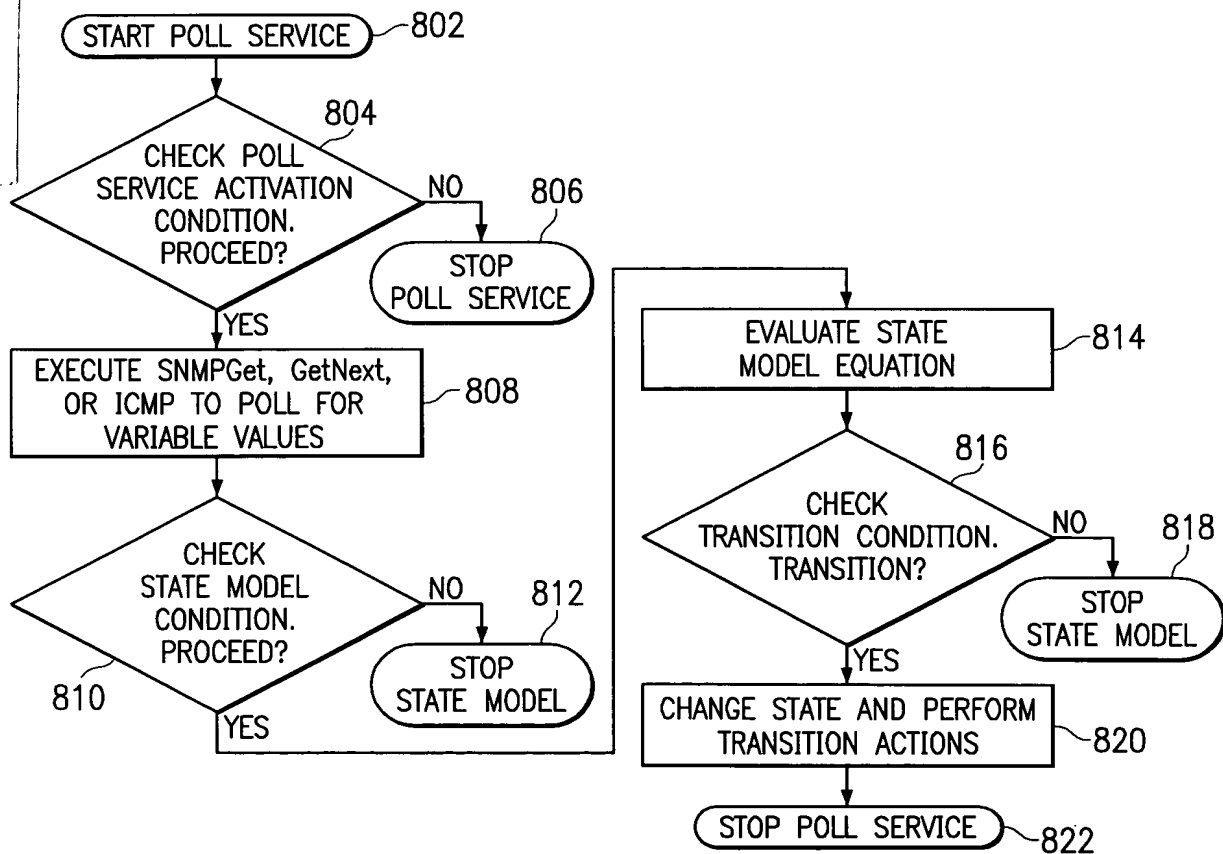 START POLL SERVICE
802
804
CHECK POLL
SERVICE ACTIVATION
CONDITION.
PROCEED?
NO
806
STOP
POLL SERVICE
YES
EXECUTE SNMPGet, GetNext,
OR ICMP TO POLL FOR
VARIABLE VALUES
808
CHECK
STATE MODEL
CONDITION.
PROCEED?
810
NO
812
STOP
STATE MODEL
YES
EVALUATE STATE
MODEL EQUATION
814
816
CHECK
TRANSITION CONDITION.
TRANSITION?
NO
818
STOP
STATE MODEL
YES
CHANGE STATE AND PERFORM
TRANSITION ACTIONS
820
STOP POLL SERVICE
822